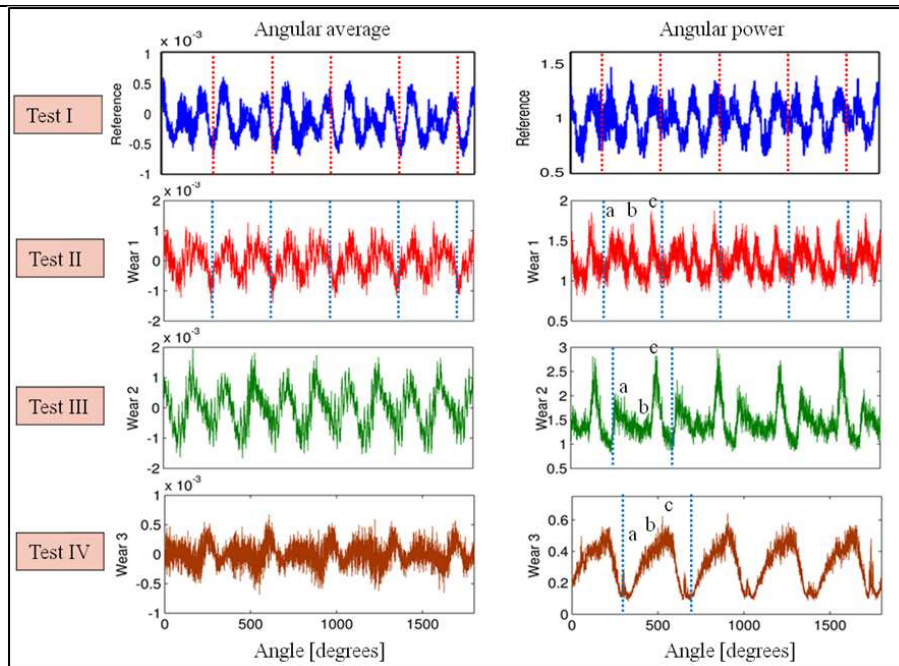 Angular average
Angular power
Test I
x 10⁻³
Reference
1
0.5
0
-0.5
-1
Reference
1.5
1
0.5
Test II
x 10⁻³
Wear 1
2
1
0
-1
-2
Wear 1
2
1.5
1
0.5
a
b
c
Test III
x 10⁻³
Wear 2
2
1
0
-1
-2
Wear 2
3
2.5
2
1.5
1
0.5
a
b
c
Test IV
x 10⁻³
Wear 3
1
0.5
0
-0.5
-1
0
500
1000
1500
Wear 3
0.6
0.4
0.2
0
a
b
c
0
500
1000
1500
Angle [degrees]
Angle [degrees]